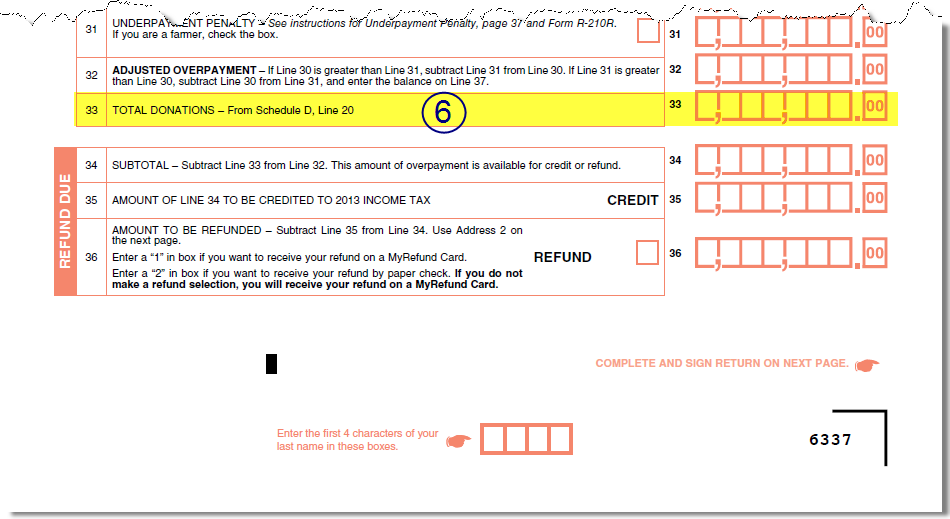 31 UNDERPAYMENT PENALTY – See instructions for Underpayment Penalty, page 37 and Form R-210R. 31 , , .00
If you are a farmer, check the box.
32 ADJUSTED OVERPAYMENT – If Line 30 is greater than Line 31, subtract Line 31 from Line 30. If Line 31 is greater 32 , , .00
than Line 30, subtract Line 30 from Line 31, and enter the balance on Line 37.
33 TOTAL DONATIONS – From Schedule D, Line 20 6 33 , , .00
REFUND DUE
34 SUBTOTAL – Subtract Line 33 from Line 32. This amount of overpayment is available for credit or refund. 34 , , .00
35 AMOUNT OF LINE 34 TO BE CREDITED TO 2013 INCOME TAX CREDIT 35 , , .00
36 AMOUNT TO BE REFUNDED – Subtract Line 35 from Line 34. Use Address 2 on
the next page.
Enter a “1” in box if you want to receive your refund on a MyRefund Card. REFUND 36 , , .00
Enter a “2” in box if you want to receive your refund by paper check. If you do not
make a refund selection, you will receive your refund on a MyRefund Card.
COMPLETE AND SIGN RETURN ON NEXT PAGE.
Enter the first 4 characters of your
last name in these boxes.
6337